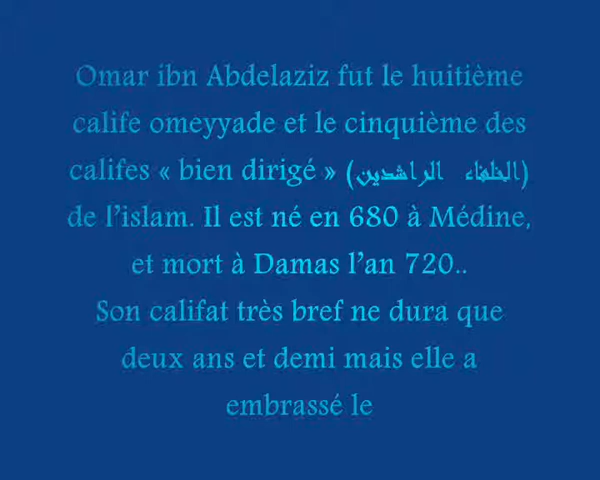 Omar ibn Abdelaziz fut le huitième
calife omeyyade et le cinquième des
califes « bien dirigé » (الخلفاء الراشدين)
de l’islam. Il est né en 680 à Médine,
et mort à Damas l’an 720..
Son califat très bref ne dura que
deux ans et demi mais elle a
embrassé le